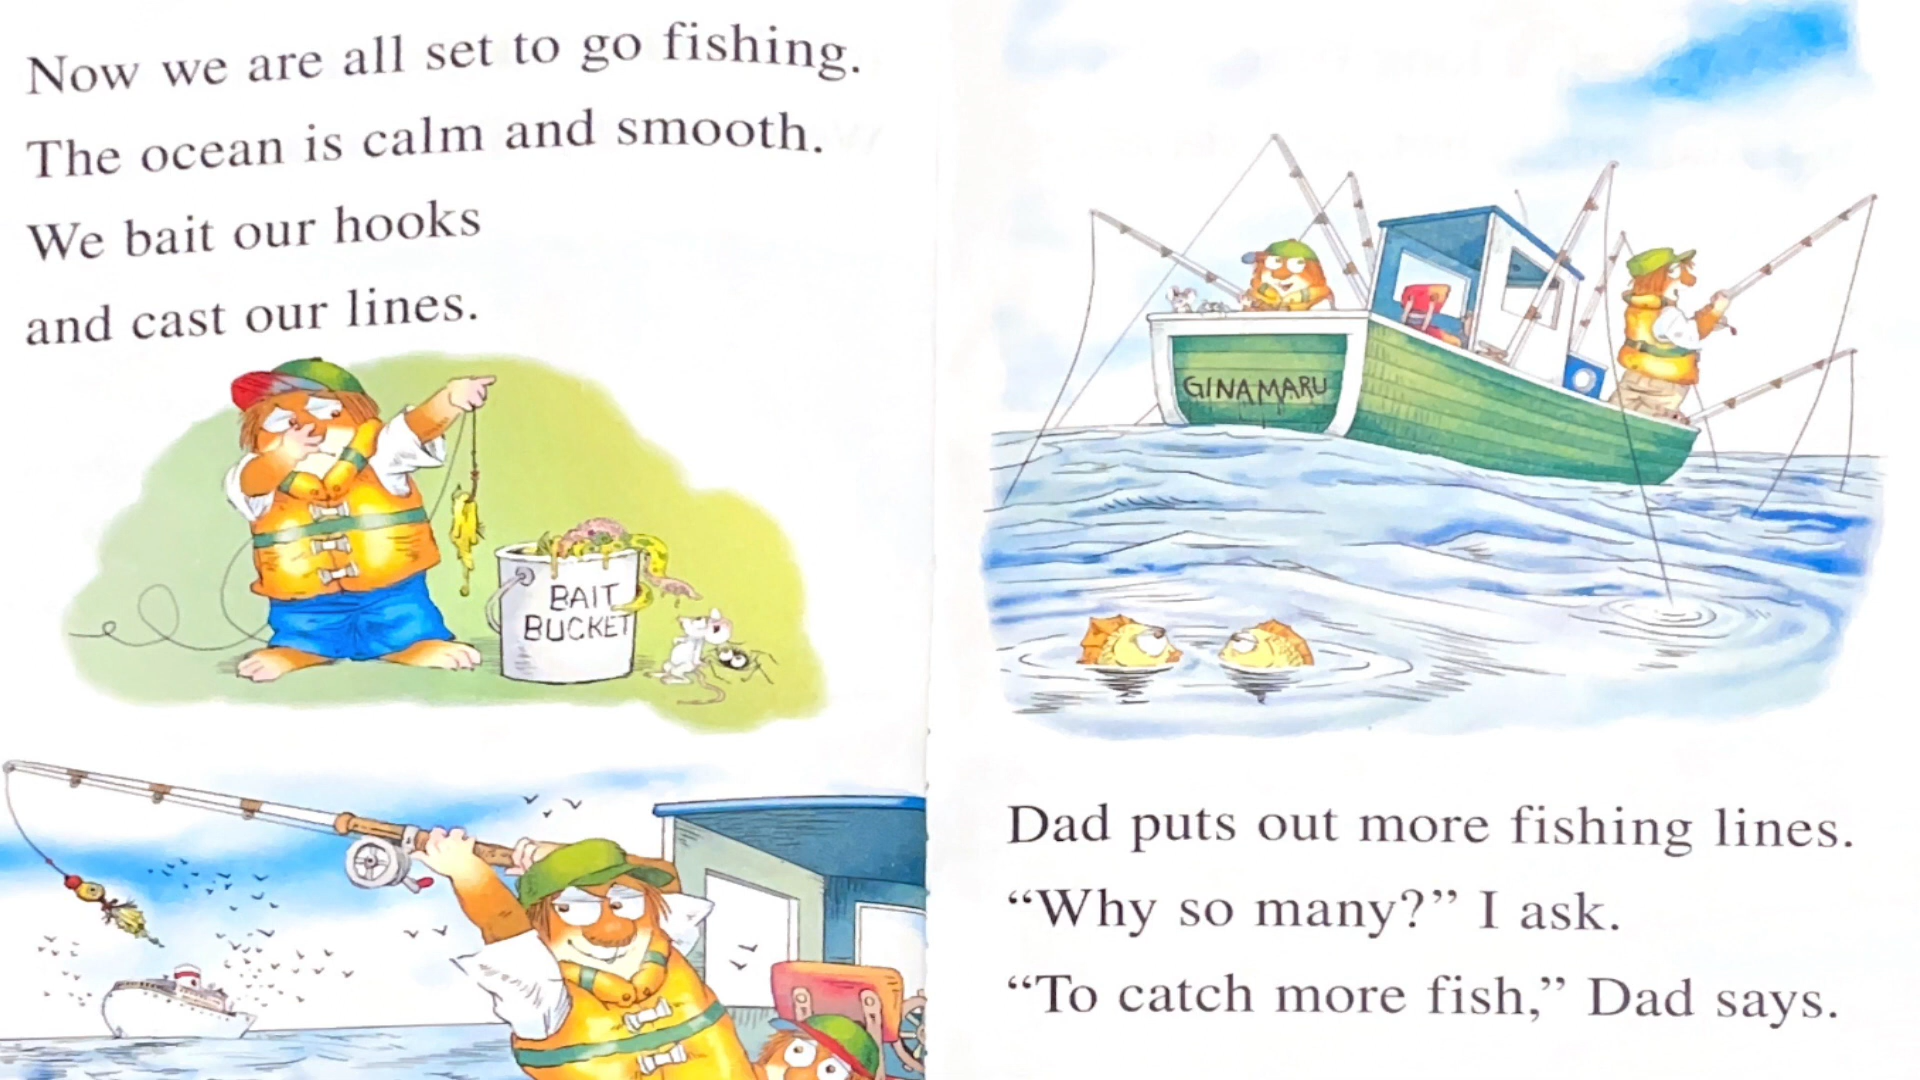 Now we are all set to go fishing.
The ocean is calm and smooth.
We bait our hooks
and cast our lines.
BAIT
BUCKET
GINA MARU
Dad puts out more fishing lines.
“Why so many?” I ask.
“To catch more fish,” Dad says.